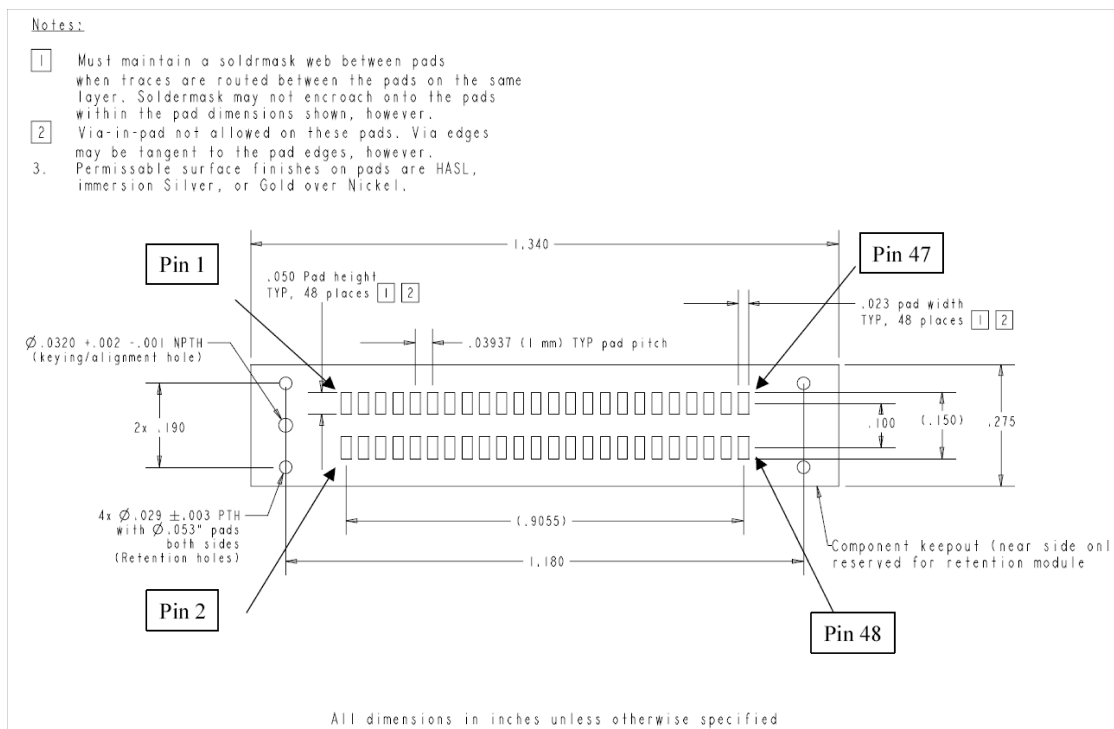 Notes:
1 Must maintain a soldrmask web between pads
when traces are routed between the pads on the same
layer. Soldermask may not encroach onto the pads
within the pad dimensions shown, however.
2 Via-in-pad not allowed on these pads. Via edges
may be tangent to the pad edges, however.
3. Permissable surface finishes on pads are HASL,
immersion Silver, or Gold over Nickel.
1.340
Pin 1
Pin 47
.050 Pad height
TYP, 48 places 1 2
.023 pad width
TYP, 48 places 1 2
Ø.0320 +.002 -.001 NPTH
(keying/alignment hole)
.03937 (1 mm) TYP pad pitch
2x .190
.100
(.150)
.275
4x Ø.029 ±.003 PTH
with Ø.053" pads
both sides
(Retention holes)
(.9055)
1.180
Component keepout (near side onl
reserved for retention module
Pin 2
Pin 48
All dimensions in inches unless otherwise specified